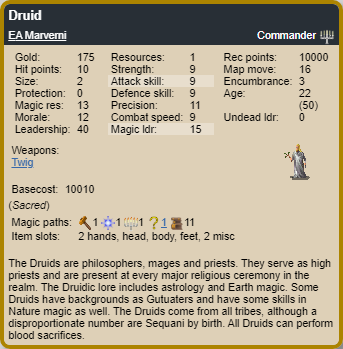 Druid
EA Marverni Commander
Gold: 175 Resources: 1 Rec points: 10000
Hit points: 10 Strength: 9 Map move: 16
Size: 2 Attack skill: 9 Encumbrance: 3
Protection: 0 Defence skill: 9 Age: 22
Magic res: 13 Precision: 11 (50)
Morale: 12 Combat speed: 9 Undead ldr: 0
Leadership: 40 Magic ldr: 15
Weapons:
Twig
Basecost: 10010
(Sacred)
Magic paths: 1 1 1 ? 1 11
Item slots: 2 hands, head, body, feet, 2 misc
The Druids are philosophers, mages and priests. They serve as high
priests and are present at every major religious ceremony in the
realm. The Druidic lore includes astrology and Earth magic. Some
Druids have backgrounds as Gutuaters and have some skills in
Nature magic as well. The Druids come from all tribes, although a
disproportionate number are Sequani by birth. All Druids can perform
blood sacrifices.